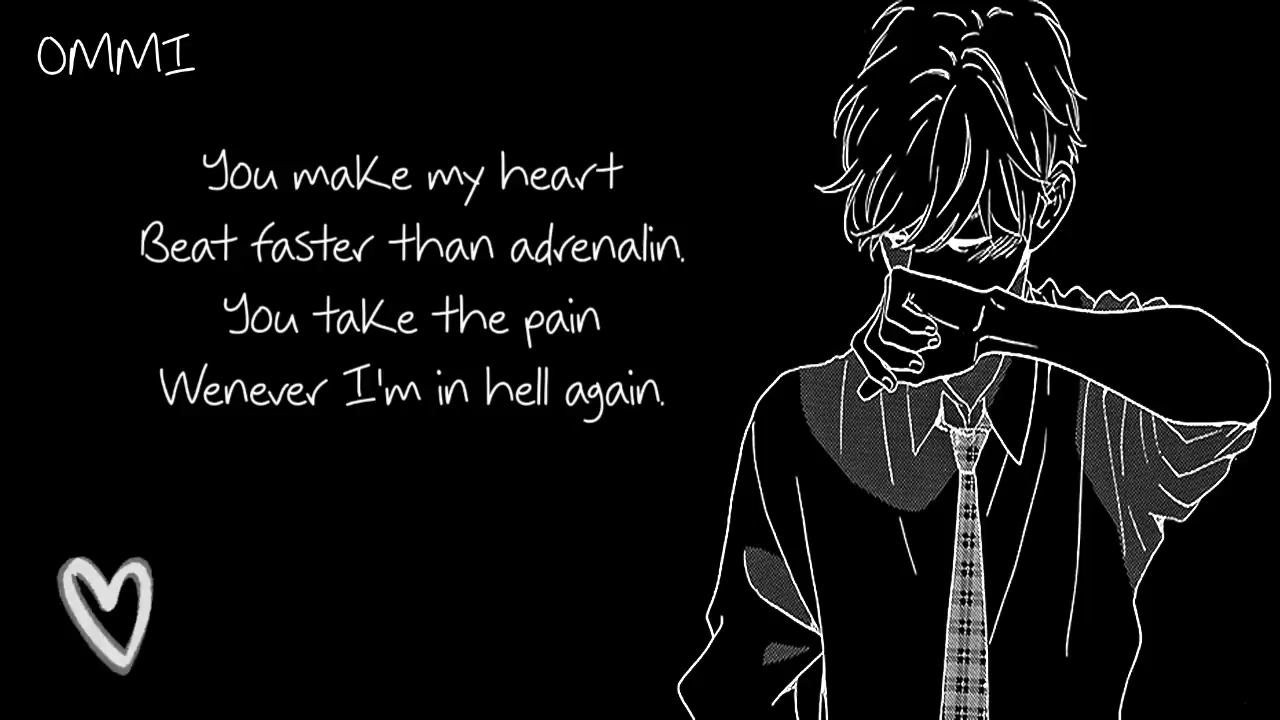 OMMI
You make my heart
Beat faster than adrenalin.
You take the pain
Wenever I'm in hell again.